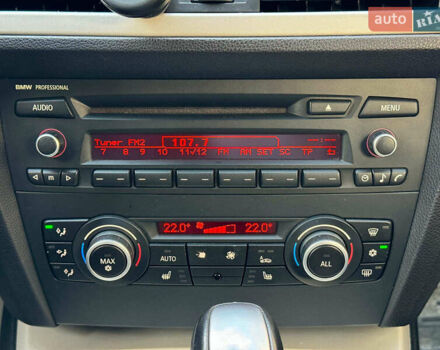 auto
RIA
BMW PROFESSIONAL
AUDIO
MENU
Tuner FM2 107.7
7 8 9 10 11/12 FM AM SET SC TP
m
22.0° 22.0°
MAX
AUTO
ALL